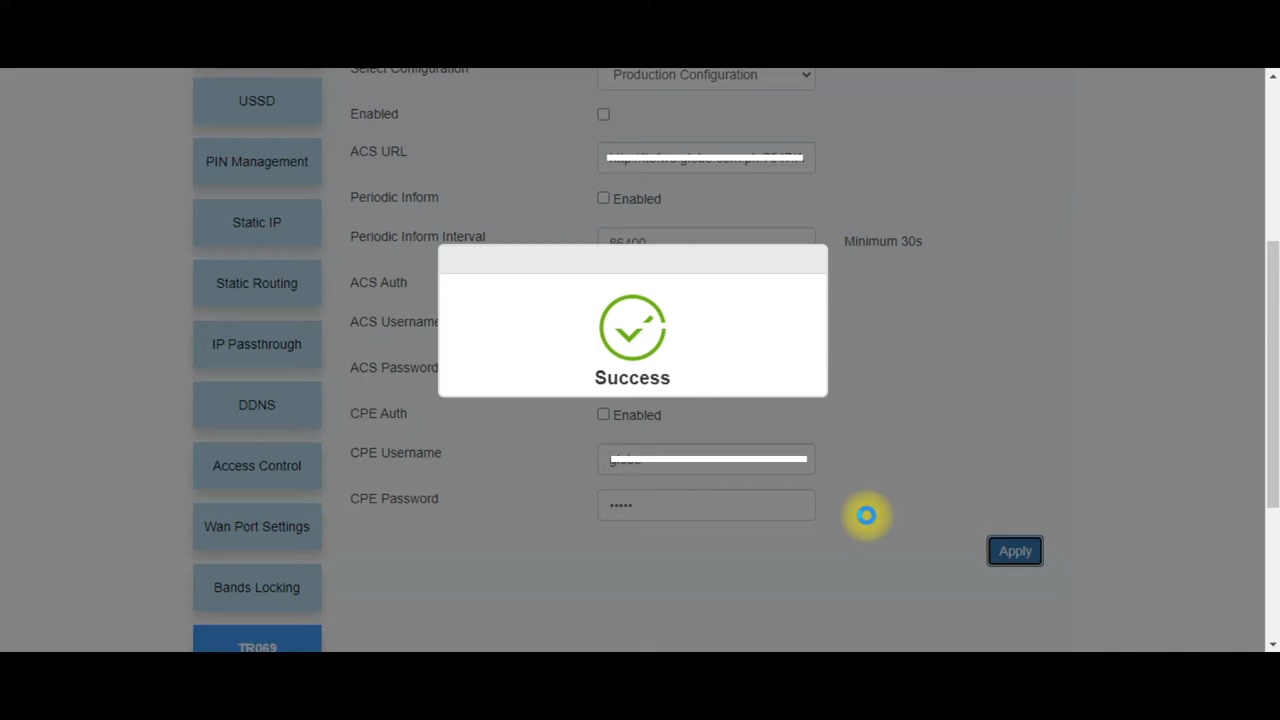 Select Configuration
Production Configuration
USSD
Enabled
ACS URL
PIN Management
Periodic Inform
Enabled
Static IP
Periodic Inform Interval
86400
Minimum 30s
Static Routing
ACS Auth
ACS Username
IP Passthrough
ACS Password
Success
DDNS
CPE Auth
Enabled
Access Control
CPE Username
Wan Port Settings
CPE Password
•••••
Apply
Bands Locking
TR069